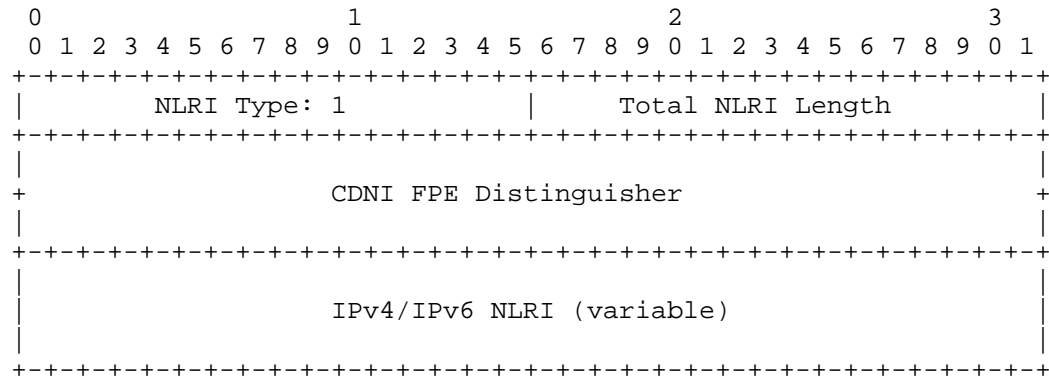 0                   1                   2                   3
0 1 2 3 4 5 6 7 8 9 0 1 2 3 4 5 6 7 8 9 0 1 2 3 4 5 6 7 8 9 0 1
+-+-+-+-+-+-+-+-+-+-+-+-+-+-+-+-+-+-+-+-+-+-+-+-+-+-+-+-+-+-+-+-+
|        NLRI Type: 1           |     Total NLRI Length         |
+-+-+-+-+-+-+-+-+-+-+-+-+-+-+-+-+-+-+-+-+-+-+-+-+-+-+-+-+-+-+-+-+
|                                                               |
+                   CDNI FPE Distinguisher                      +
|                                                               |
+-+-+-+-+-+-+-+-+-+-+-+-+-+-+-+-+-+-+-+-+-+-+-+-+-+-+-+-+-+-+-+-+
|                                                               |
|                   IPv4/IPv6 NLRI (variable)                   |
|                                                               |
+-+-+-+-+-+-+-+-+-+-+-+-+-+-+-+-+-+-+-+-+-+-+-+-+-+-+-+-+-+-+-+-+